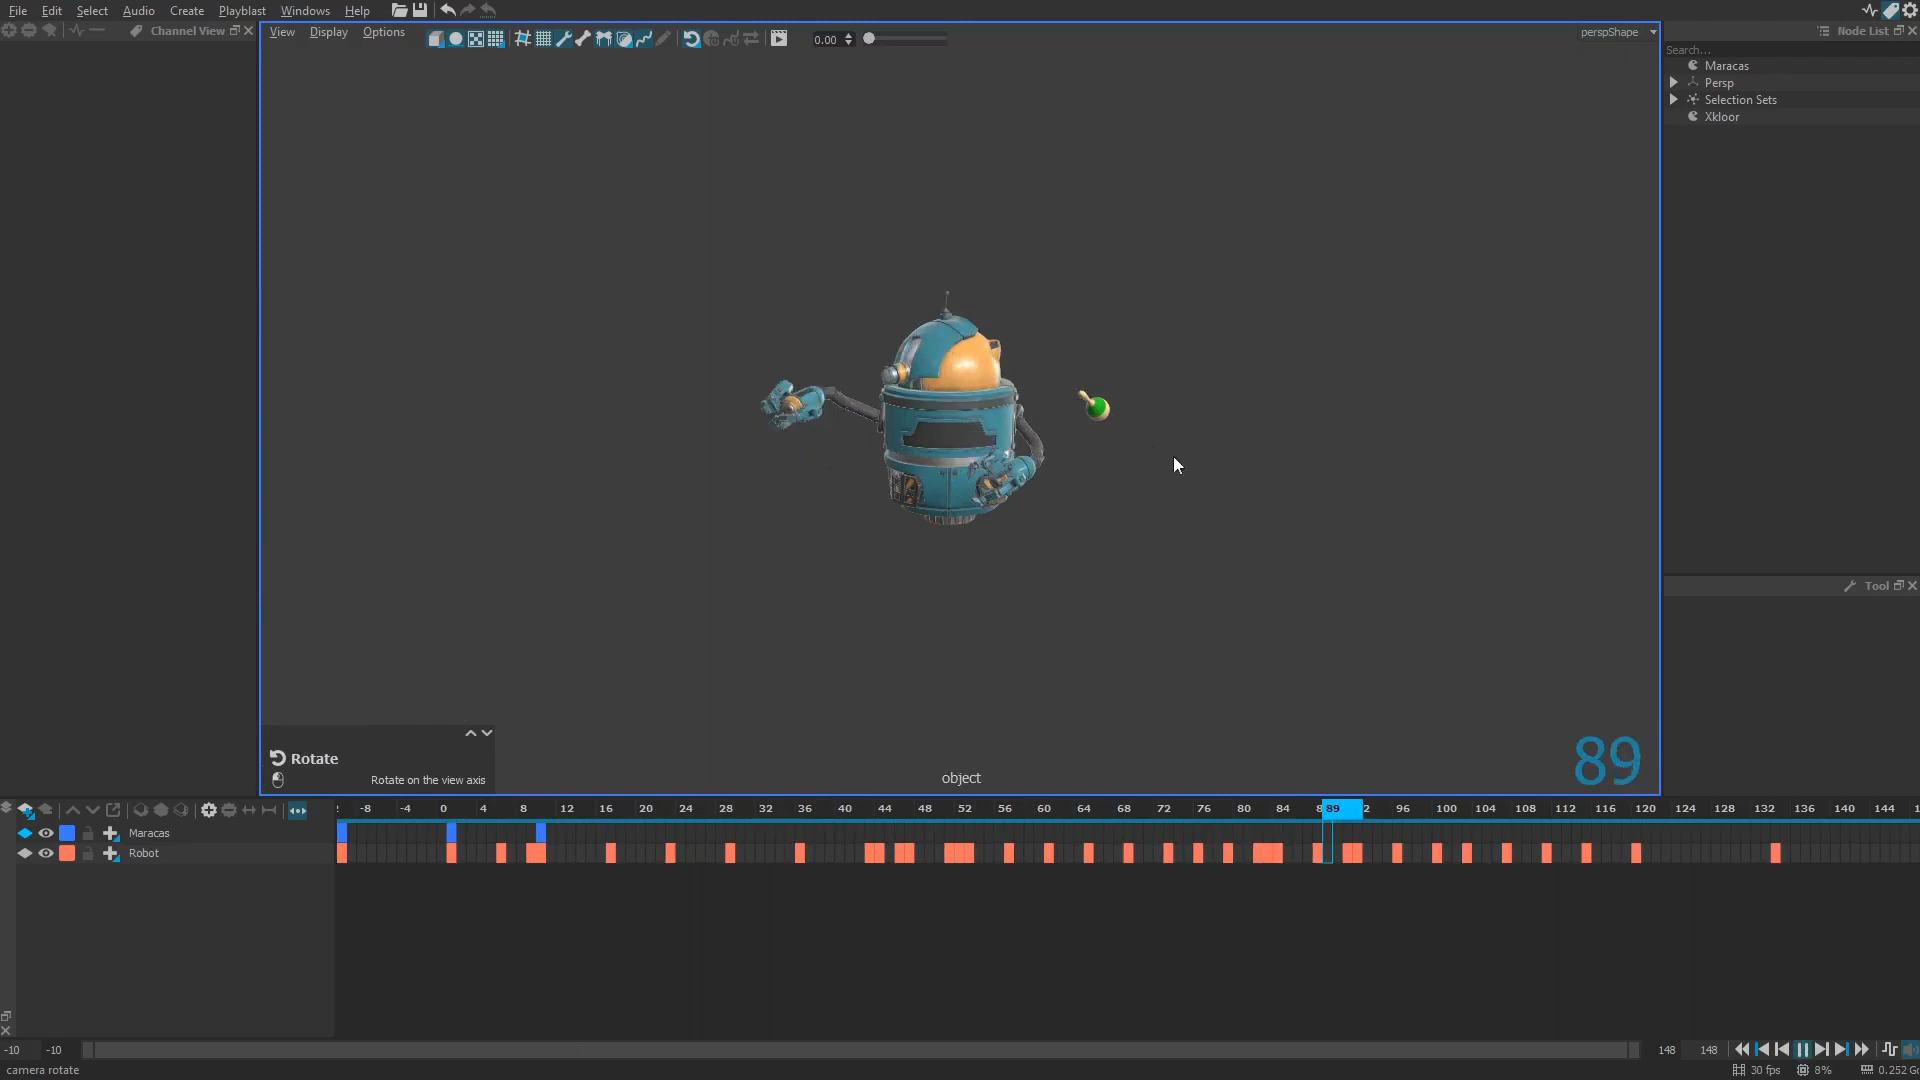 File Edit Select Audio Create Playblast Windows Help
Channel View
View Display Options
0.00
perspShape
Node List
Search...
Maracas
Persp
Selection Sets
Xkloor
Tool
Rotate
Rotate on the view axis
object
89
-8 -4 0 4 8 12 16 20 24 28 32 36 40 44 48 52 56 60 64 68 72 76 80 84 89 2 96 100 104 108 112 116 120 124 128 132 136 140 144
Maracas
Robot
-10 -10 148 148
camera rotate
30 fps 8%